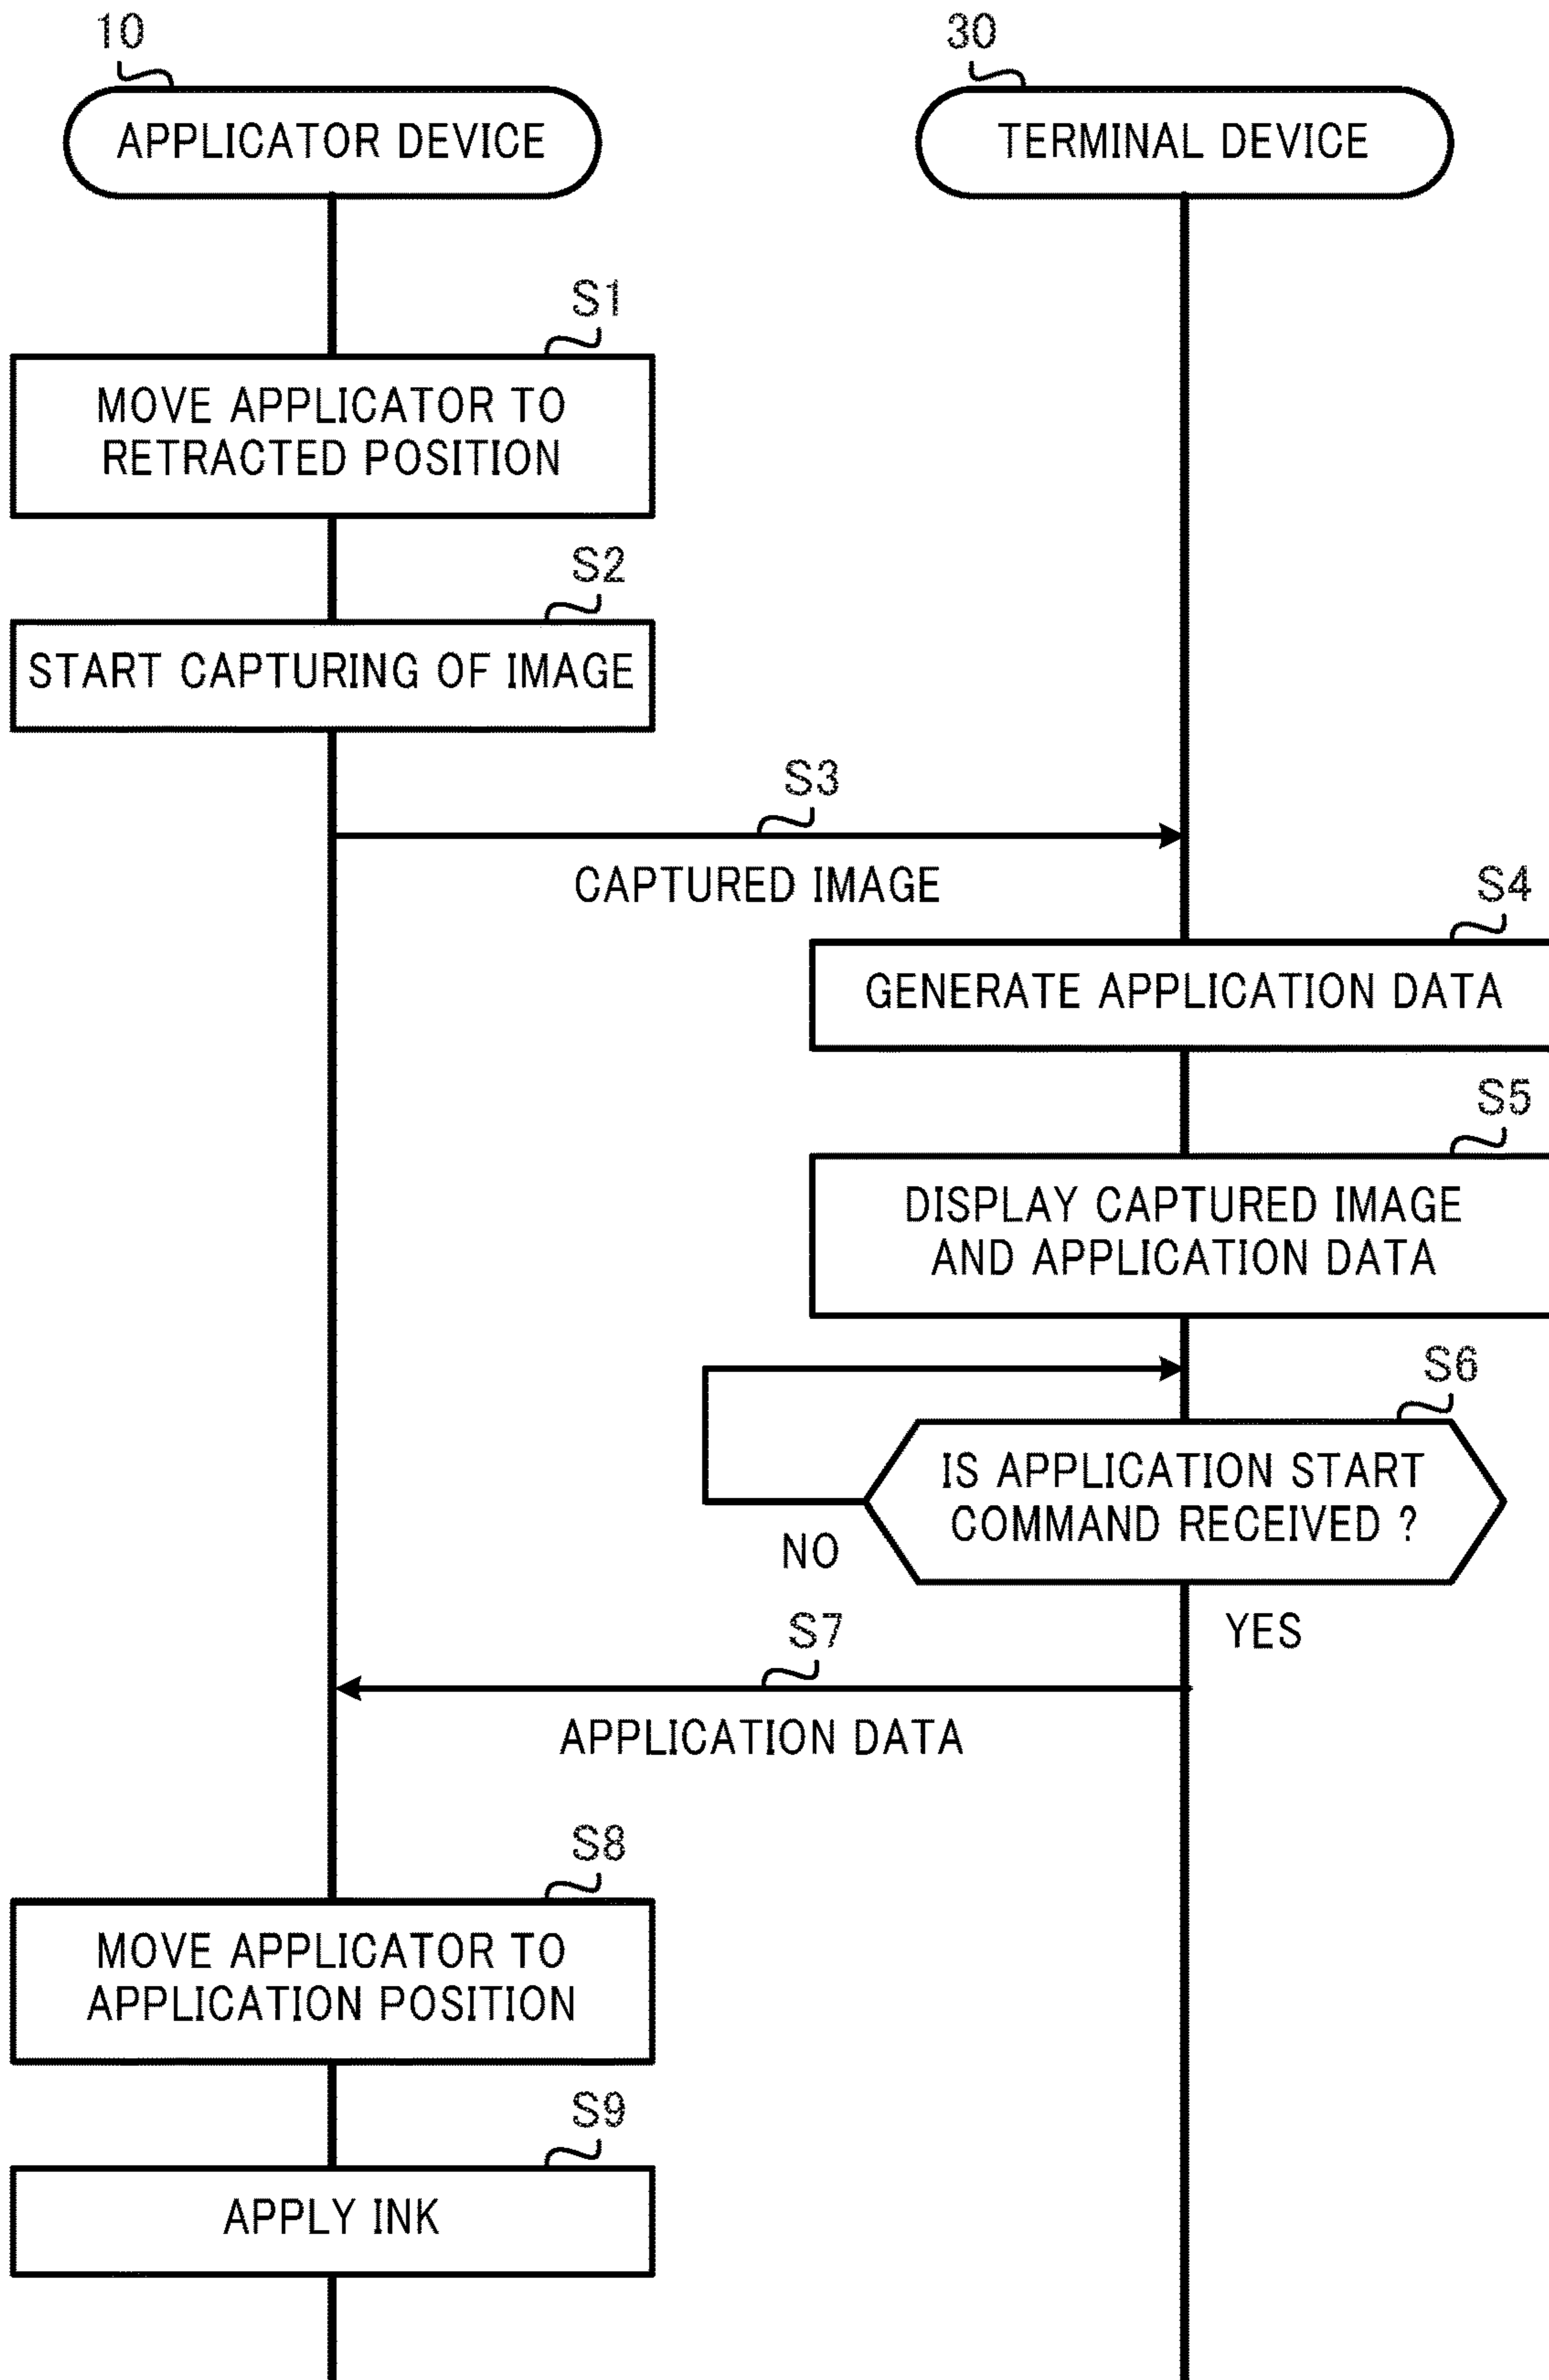 10
30
APPLICATOR DEVICE
TERMINAL DEVICE
S1
MOVE APPLICATOR TO
RETRACTED POSITION
S2
START CAPTURING OF IMAGE
S3
CAPTURED IMAGE
S4
GENERATE APPLICATION DATA
S5
DISPLAY CAPTURED IMAGE
AND APPLICATION DATA
S6
IS APPLICATION START
COMMAND RECEIVED ?
NO
YES
S7
APPLICATION DATA
S8
MOVE APPLICATOR TO
APPLICATION POSITION
S9
APPLY INK